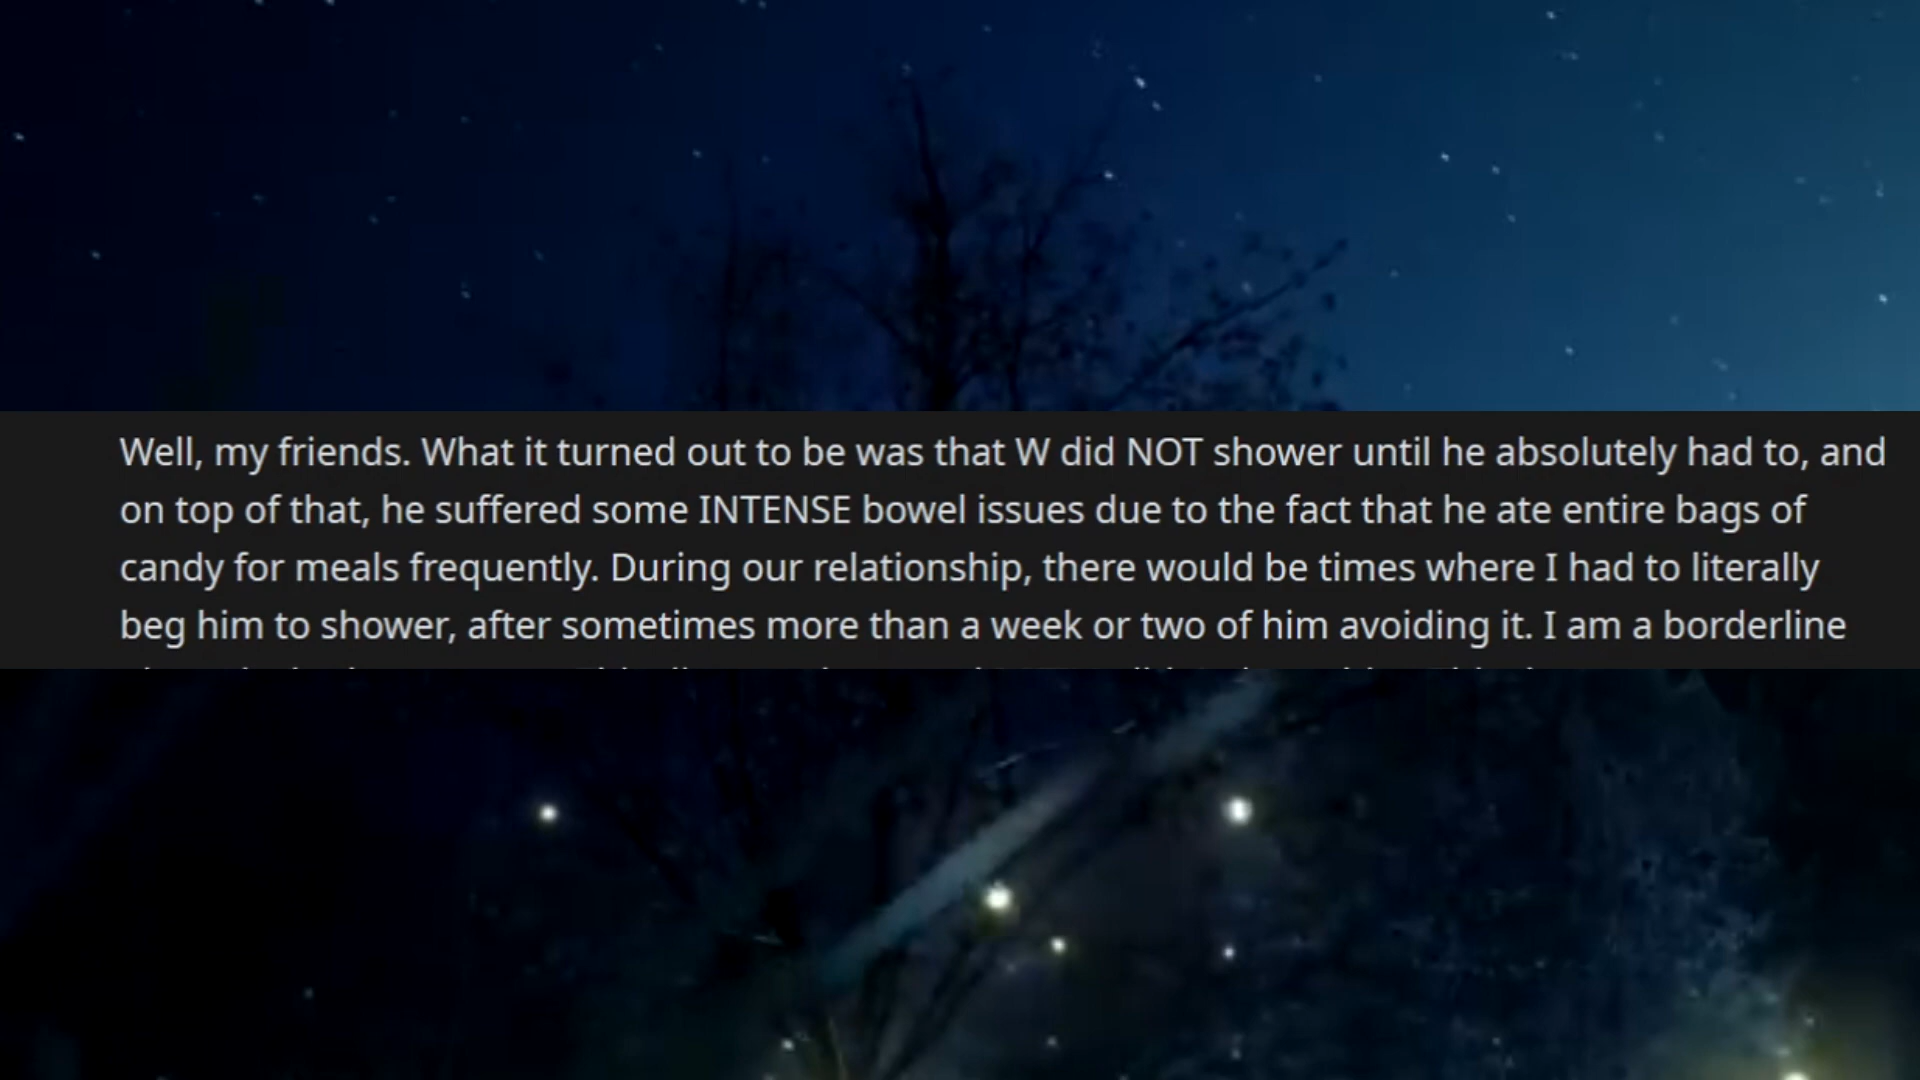 Well, my friends. What it turned out to be was that W did NOT shower until he absolutely had to, and
on top of that, he suffered some INTENSE bowel issues due to the fact that he ate entire bags of
candy for meals frequently. During our relationship, there would be times where I had to literally
beg him to shower, after sometimes more than a week or two of him avoiding it. I am a borderline